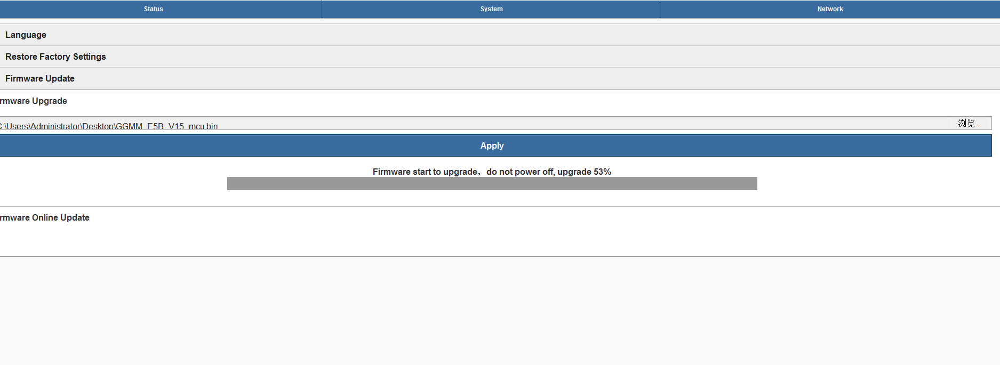 Status System Network
Language
Restore Factory Settings
Firmware Update
rmware Upgrade
C:\Users\Administrator\Desktop\GGMM_E5B_V15_mcu.bin 浏览...
Apply
Firmware start to upgrade，do not power off, upgrade 53%
rmware Online Update